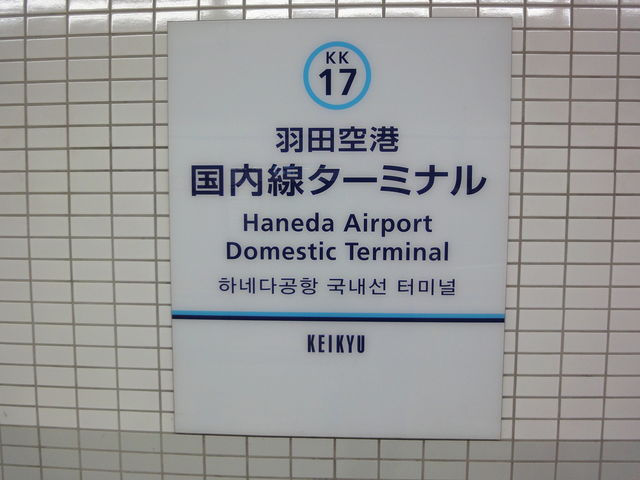 KK
17
羽田空港
国内線ターミナル
Haneda Airport
Domestic Terminal
하네다공항 국내선 터미널
KEIKYU